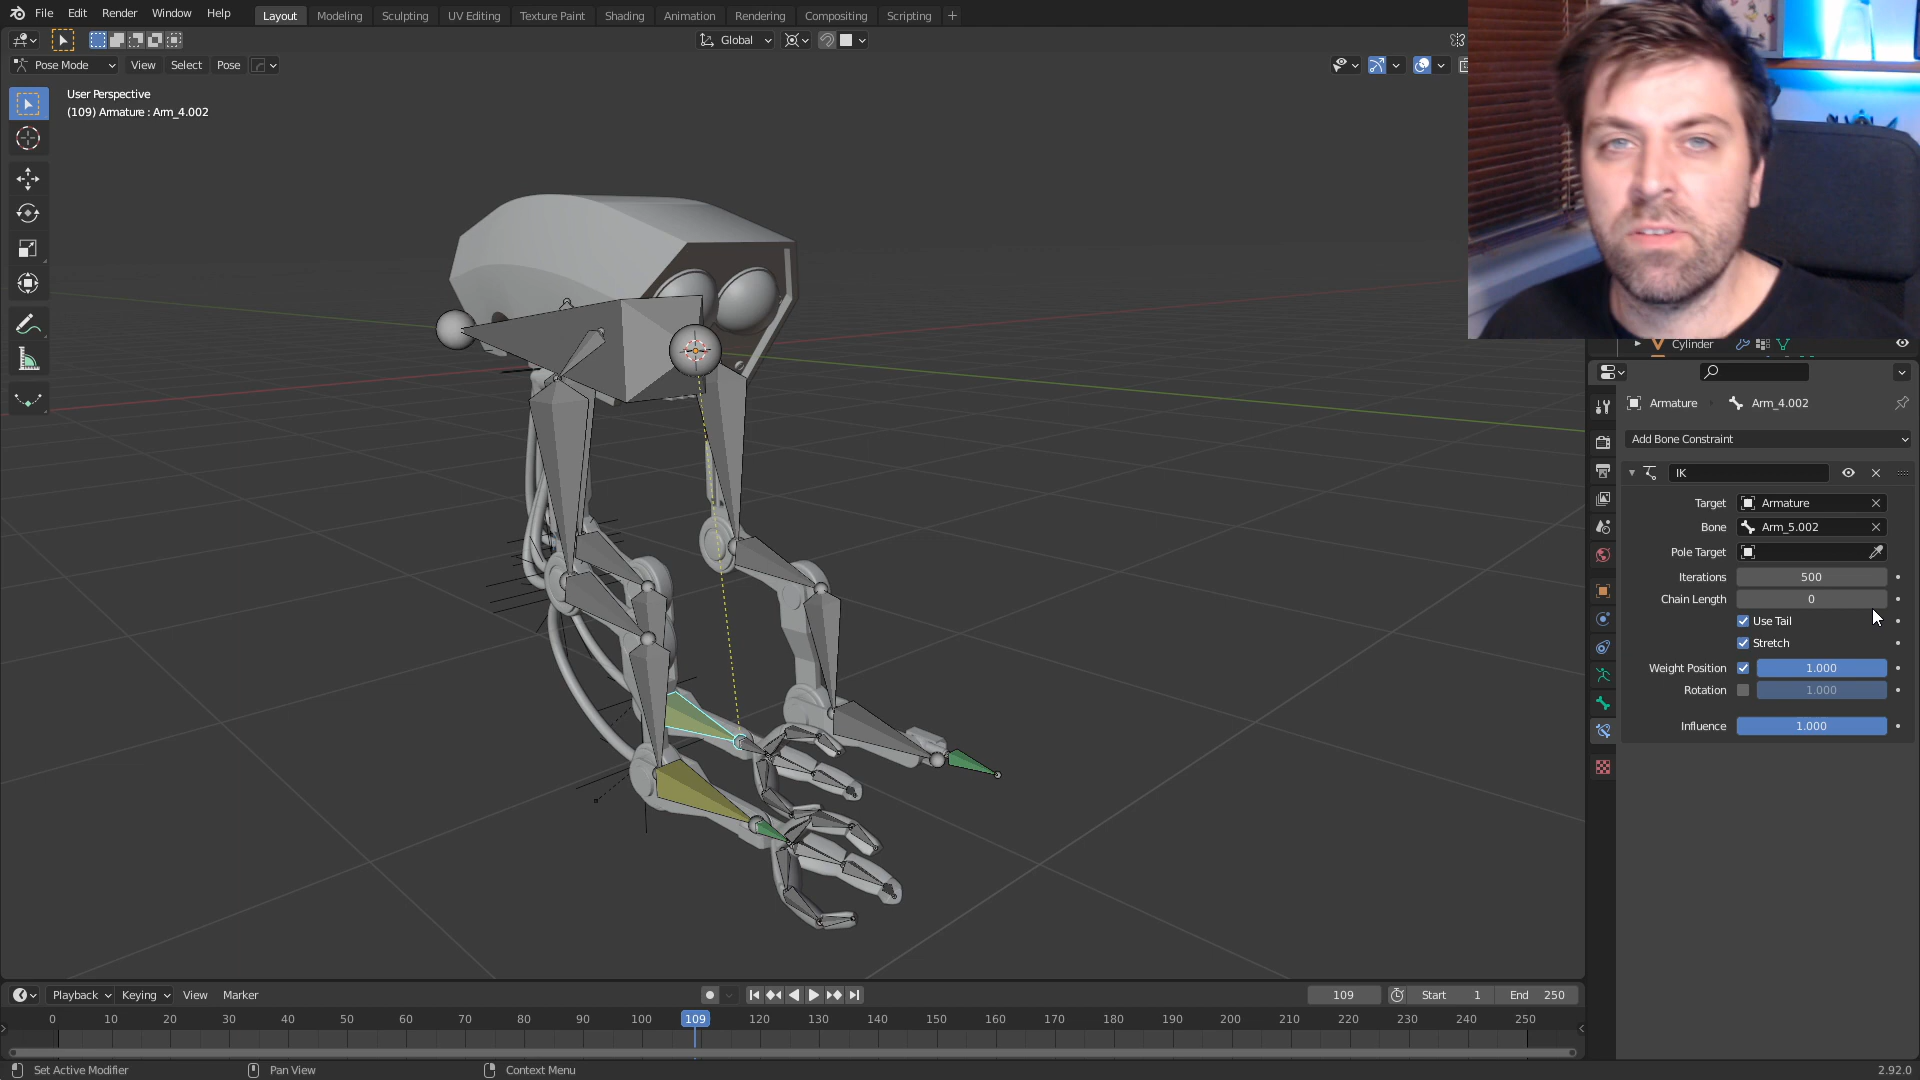 File Edit Render Window Help Layout Modeling Sculpting UV Editing Texture Paint Shading Animation Rendering Compositing Scripting +
Global
Pose Mode View Select Pose
User Perspective
(109) Armature : Arm_4.002
Cylinder
Armature Arm_4.002
Add Bone Constraint
IK
Target Armature
Bone Arm_5.002
Pole Target
Iterations 500
Chain Length 0
Use Tail
Stretch
Weight Position 1.000
Rotation 1.000
Influence 1.000
Playback Keying View Marker 109 Start 1 End 250
0 10 20 30 40 50 60 70 80 90 100 109 120 130 140 150 160 170 180 190 200 210 220 230 240 250
Set Active Modifier Pan View Context Menu 2.92.0